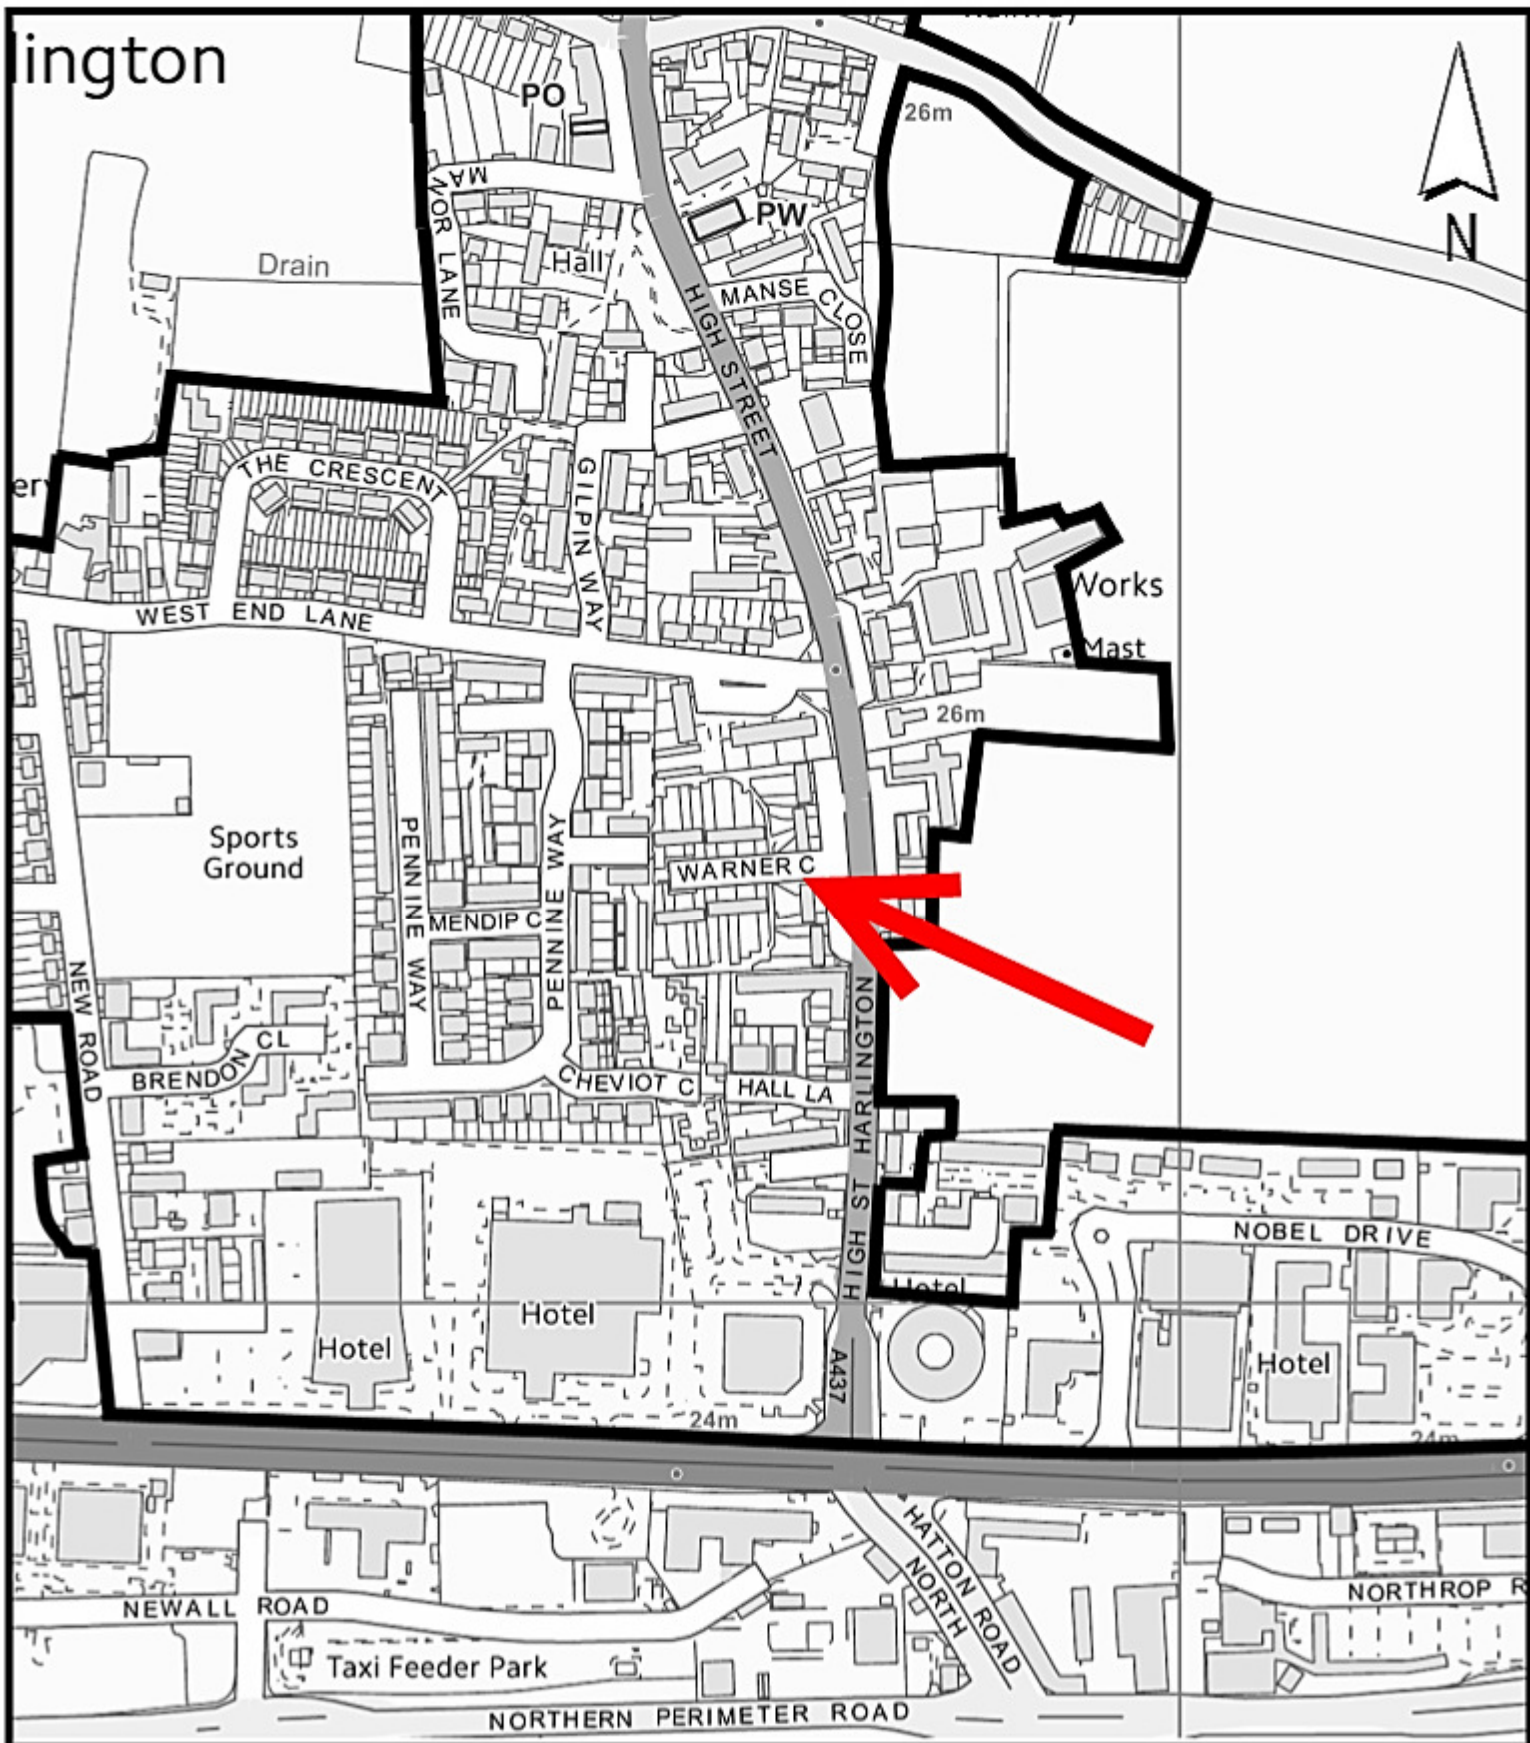 lington
PO
26m
N
MANOR LANE
PW
Drain
Hall
MANSE CLOSE
HIGH STREET
THE CRESCENT
GILPIN WAY
WEST END LANE
Works
Mast
26m
Sports
Ground
PENNINE WAY
PENNINE WAY
WARNER C
MENDIP C
NEW ROAD
BRENDON CL
CHEVIOT C
HALL LA
HIGH ST HARLINGTON
NOBEL DRIVE
Hotel
Hotel
Hotel
Hotel
A437
24m
24m
HATTON ROAD
NORTH
NEWALL ROAD
NORTHROP R
Taxi Feeder Park
NORTHERN PERIMETER ROAD